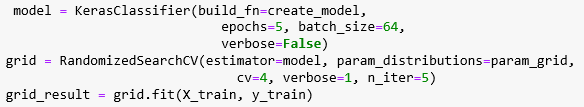 model = KerasClassifier(build_fn=create_model,
epochs=5, batch_size=64,
verbose=False)
grid = RandomizedSearchCV(estimator=model, param_distributions=param_grid,
cv=4, verbose=1, n_iter=5)
grid_result = grid.fit(X_train, y_train)